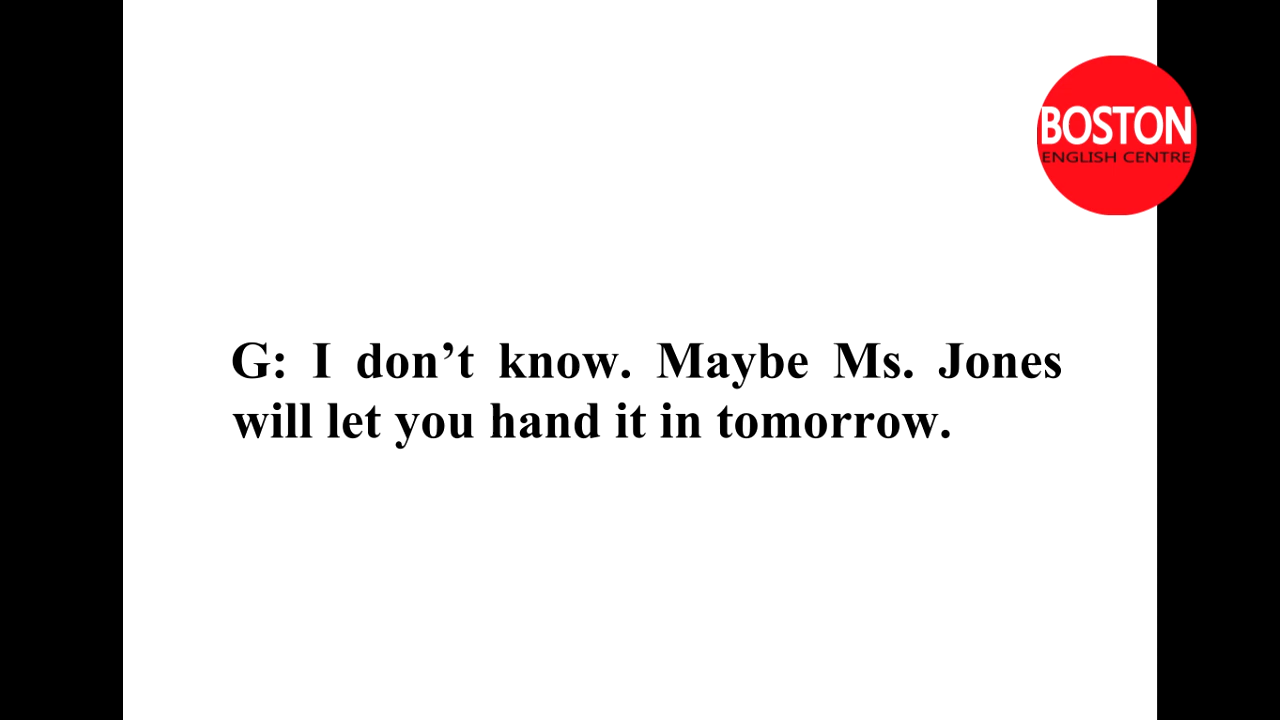 BOSTON
ENGLISH CENTRE
G: I don’t know. Maybe Ms. Jones
will let you hand it in tomorrow.